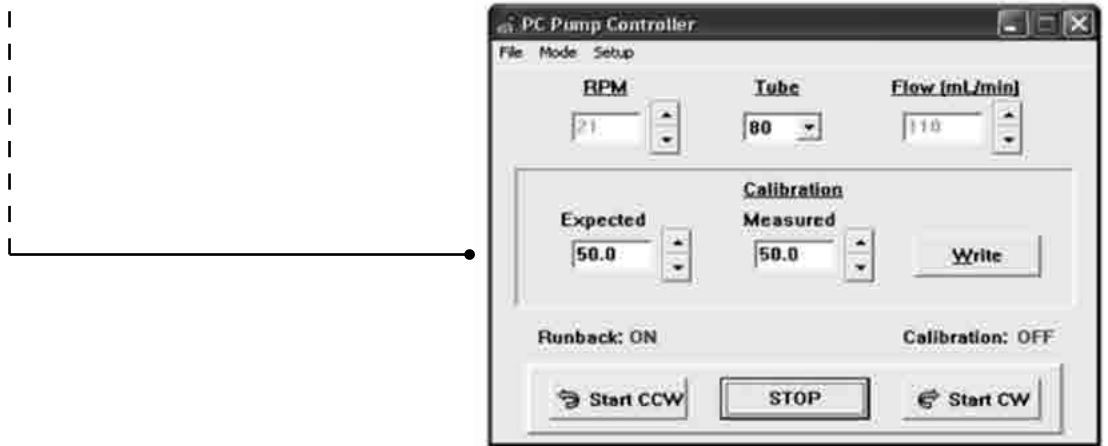 PC Pump Controller
File Mode Setup
RPM Tube Flow (mL/min)
21 80 110
Calibration
Expected Measured
50.0 50.0 Write
Runback: ON Calibration: OFF
Start CCW STOP Start CW